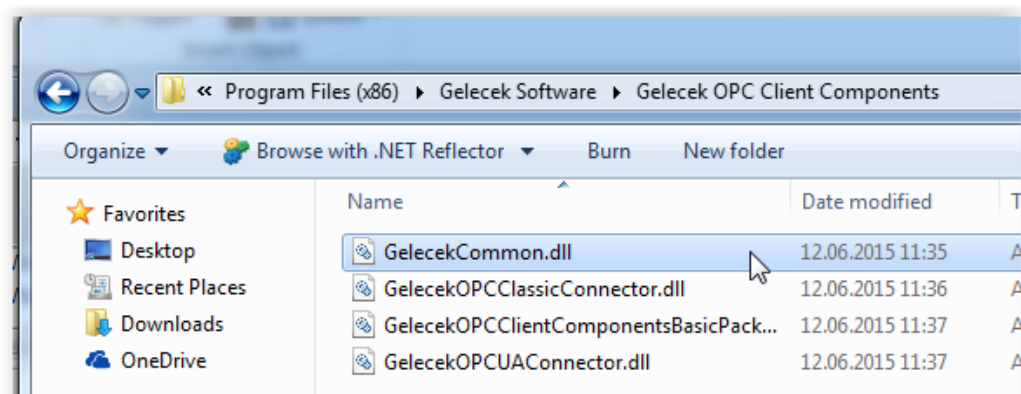 « Program Files (x86) ▸ Gelecek Software ▸ Gelecek OPC Client Components
Organize ▾ Browse with .NET Reflector ▾ Burn New folder
Favorites
Desktop
Recent Places
Downloads
OneDrive
Name Date modified
GelecekCommon.dll 12.06.2015 11:35
GelecekOPCClassicConnector.dll 12.06.2015 11:36
GelecekOPCClientComponentsBasicPack... 12.06.2015 11:37
GelecekOPCUAConnector.dll 12.06.2015 11:37